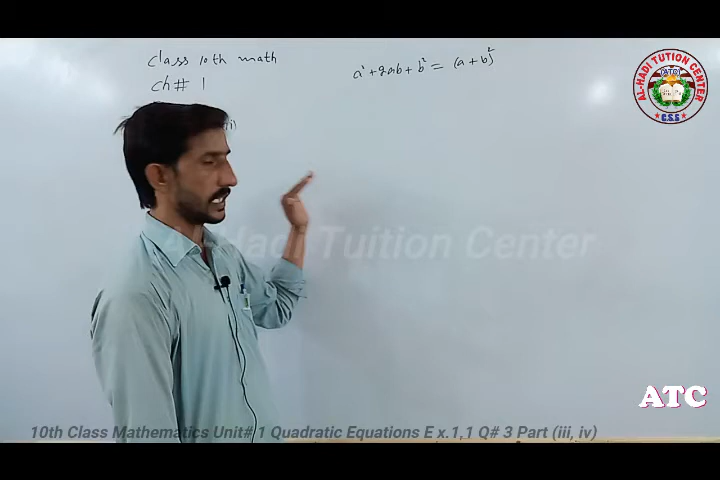 class 10th math
ch# 1
a² + 2ab + b² = (a + b)²
AL-HADI TUTION CENTER
C.S.S
Al-Hadi Tuition Center
ATC
10th Class Mathematics Unit# 1 Quadratic Equations E x.1,1 Q# 3 Part (iii, iv)